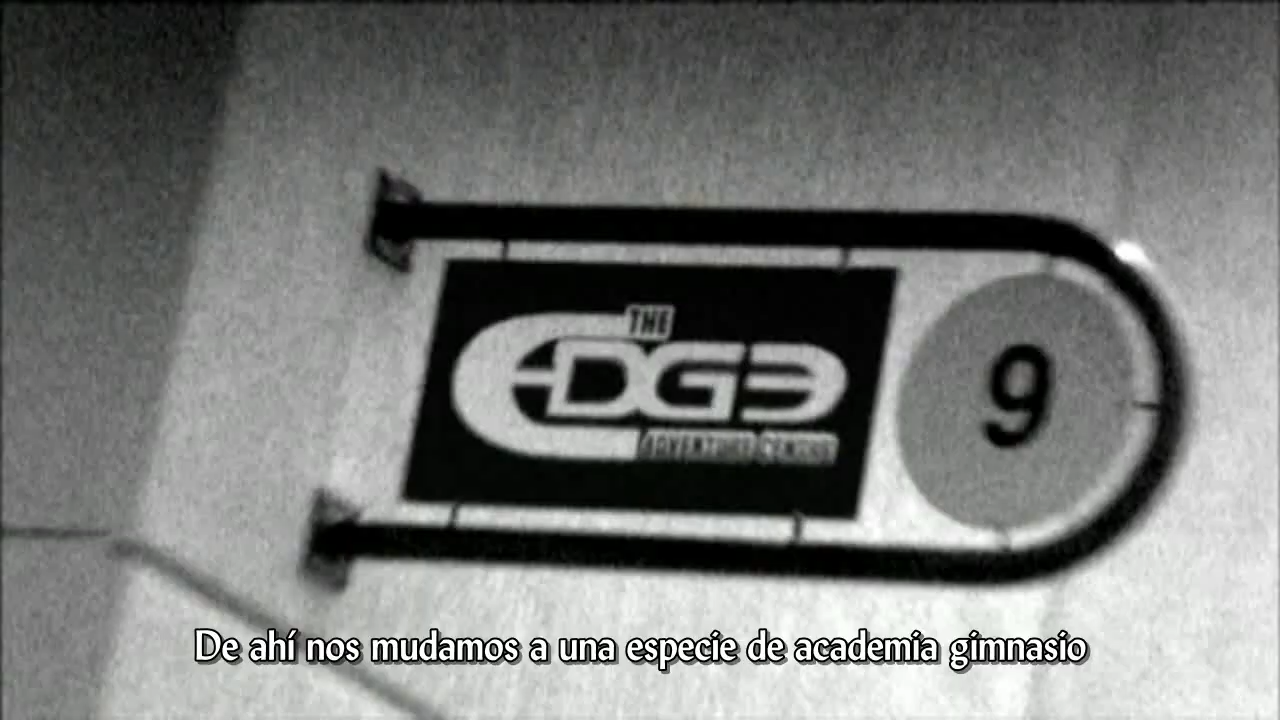 THE
EDGE
ADVENTURE CENTRE
9
De ahí nos mudamos a una especie de academia gimnasio